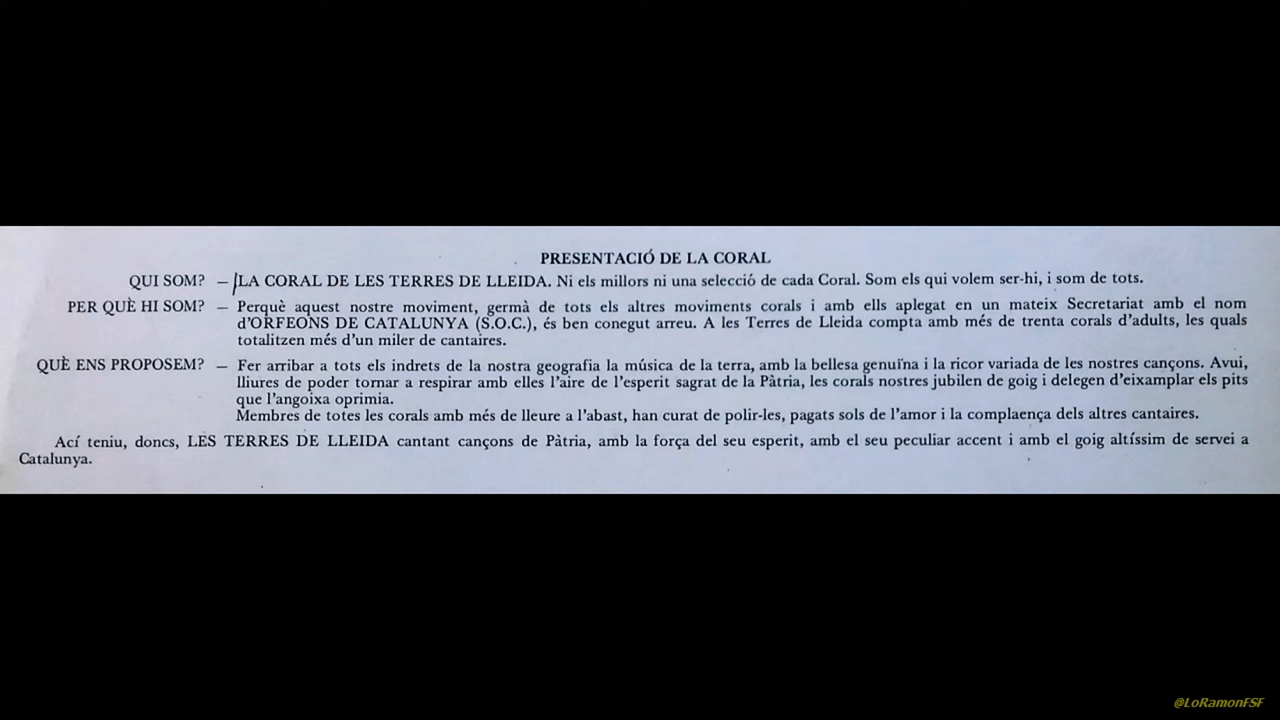 PRESENTACIÓ DE LA CORAL
QUI SOM? — LA CORAL DE LES TERRES DE LLEIDA. Ni els millors ni una selecció de cada Coral. Som els qui volem ser-hi, i som de tots.
PER QUÈ HI SOM? — Perquè aquest nostre moviment, germà de tots els altres moviments corals i amb ells aplegat en un mateix Secretariat amb el nom
d'ORFEONS DE CATALUNYA (S.O.C.), és ben conegut arreu. A les Terres de Lleida compta amb més de trenta corals d'adults, les quals
totalitzen més d'un miler de cantaires.
QUÈ ENS PROPOSEM? — Fer arribar a tots els indrets de la nostra geografia la música de la terra, amb la bellesa genuïna i la ricor variada de les nostres cançons. Avui,
lliures de poder tornar a respirar amb elles l'aire de l'esperit sagrat de la Pàtria, les corals nostres jubilen de goig i delegen d'eixamplar els pits
que l'angoixa oprimia.
Membres de totes les corals amb més de lleure a l'abast, han curat de polir-les, pagats sols de l'amor i la complaença dels altres cantaires.
Ací teniu, doncs, LES TERRES DE LLEIDA cantant cançons de Pàtria, amb la força del seu esperit, amb el seu peculiar accent i amb el goig altíssim de servei a
Catalunya.
@LoRamonFSF